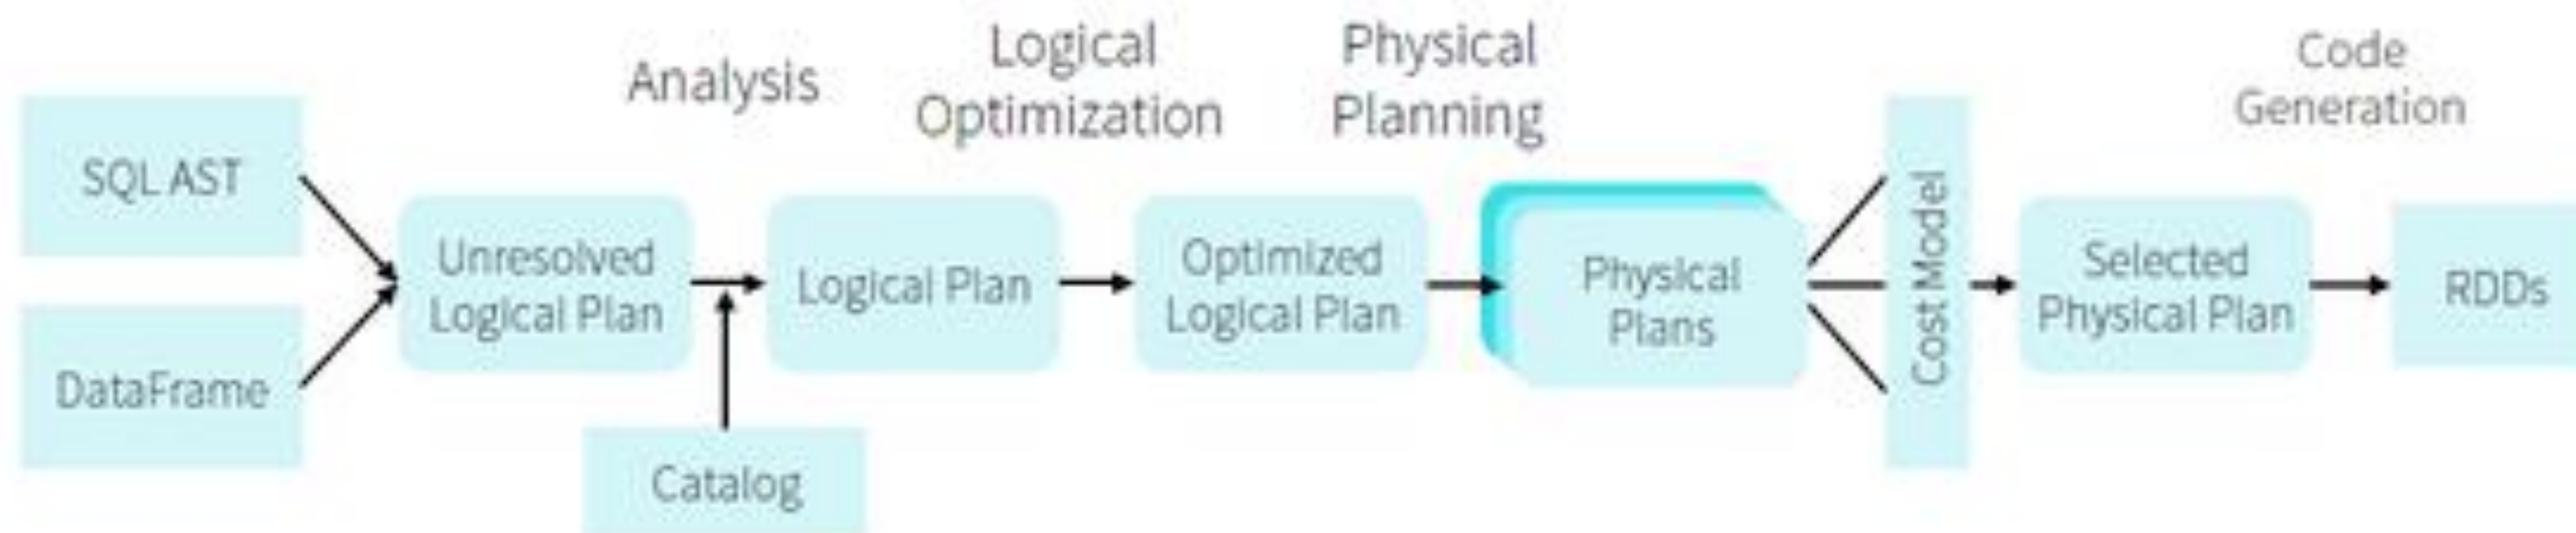 Analysis
Logical
Optimization
Physical
Planning
Code
Generation
SQL AST
DataFrame
Unresolved
Logical Plan
Catalog
Logical Plan
Optimized
Logical Plan
Physical
Plans
Cost Model
Selected
Physical Plan
RDDs